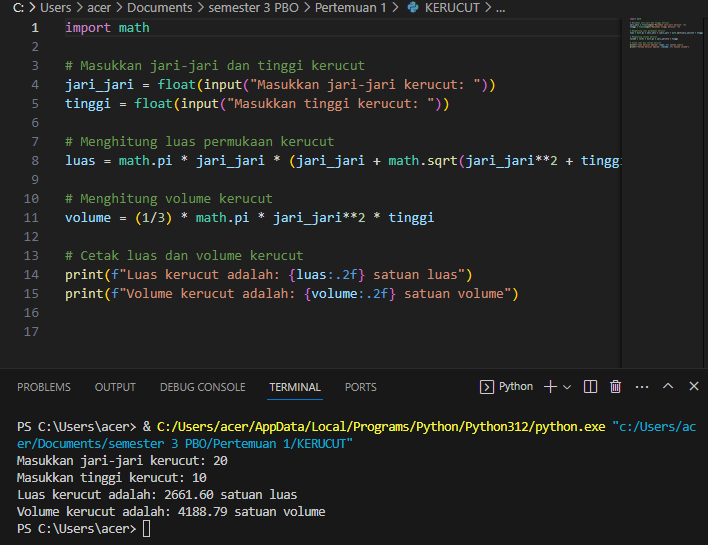 C: > Users > acer > Documents > semester 3 PBO > Pertemuan 1 > KERUCUT > ...
1 import math
2
3 # Masukkan jari-jari dan tinggi kerucut
4 jari_jari = float(input("Masukkan jari-jari kerucut: "))
5 tinggi = float(input("Masukkan tinggi kerucut: "))
6
7 # Menghitung luas permukaan kerucut
8 luas = math.pi * jari_jari * (jari_jari + math.sqrt(jari_jari**2 + tinggi
9
10 # Menghitung volume kerucut
11 volume = (1/3) * math.pi * jari_jari**2 * tinggi
12
13 # Cetak luas dan volume kerucut
14 print(f"Luas kerucut adalah: {luas:.2f} satuan luas")
15 print(f"Volume kerucut adalah: {volume:.2f} satuan volume")
16
17
PROBLEMS OUTPUT DEBUG CONSOLE TERMINAL PORTS Python
PS C:\Users\acer> & C:/Users/acer/AppData/Local/Programs/Python/Python312/python.exe "c:/Users/ac
er/Documents/semester 3 PBO/Pertemuan 1/KERUCUT"
Masukkan jari-jari kerucut: 20
Masukkan tinggi kerucut: 10
Luas kerucut adalah: 2661.60 satuan luas
Volume kerucut adalah: 4188.79 satuan volume
PS C:\Users\acer>